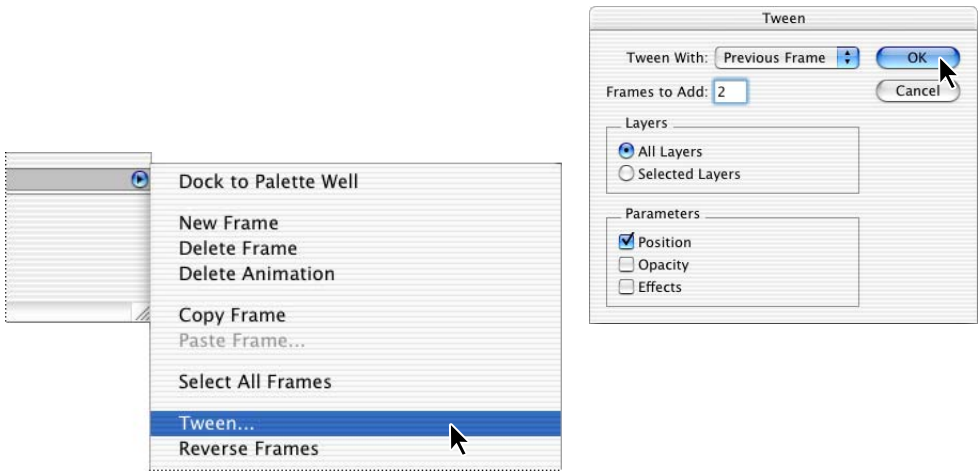 Dock to Palette Well
New Frame
Delete Frame
Delete Animation
Copy Frame
Paste Frame...
Select All Frames
Tween...
Reverse Frames
Tween
Tween With: Previous Frame
OK
Frames to Add: 2
Cancel
Layers
All Layers
Selected Layers
Parameters
Position
Opacity
Effects